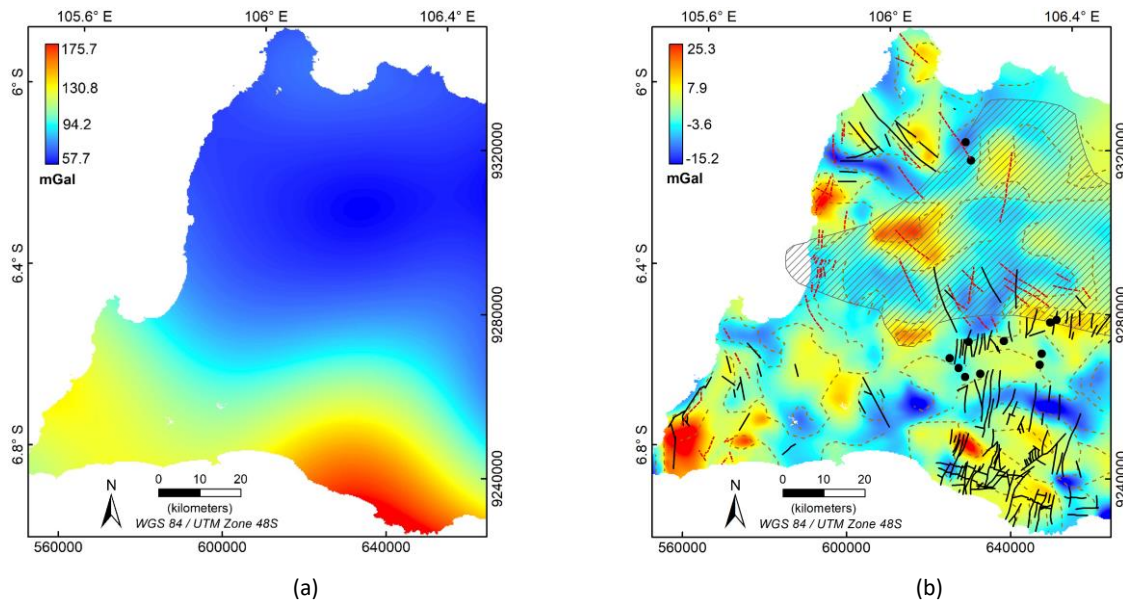 105.6° E
106° E
106.4° E
175.7
130.8
94.2
57.7
mGal
6° S
6.4° S
6.8° S
9320000
9280000
9240000
N
0 10 20
(kilometers)
WGS 84 / UTM Zone 48S
560000
600000
640000
(a)
105.6° E
106° E
106.4° E
25.3
7.9
-3.6
-15.2
mGal
6° S
6.4° S
6.8° S
9320000
9280000
9240000
N
0 10 20
(kilometers)
WGS 84 / UTM Zone 48S
560000
600000
640000
(b)